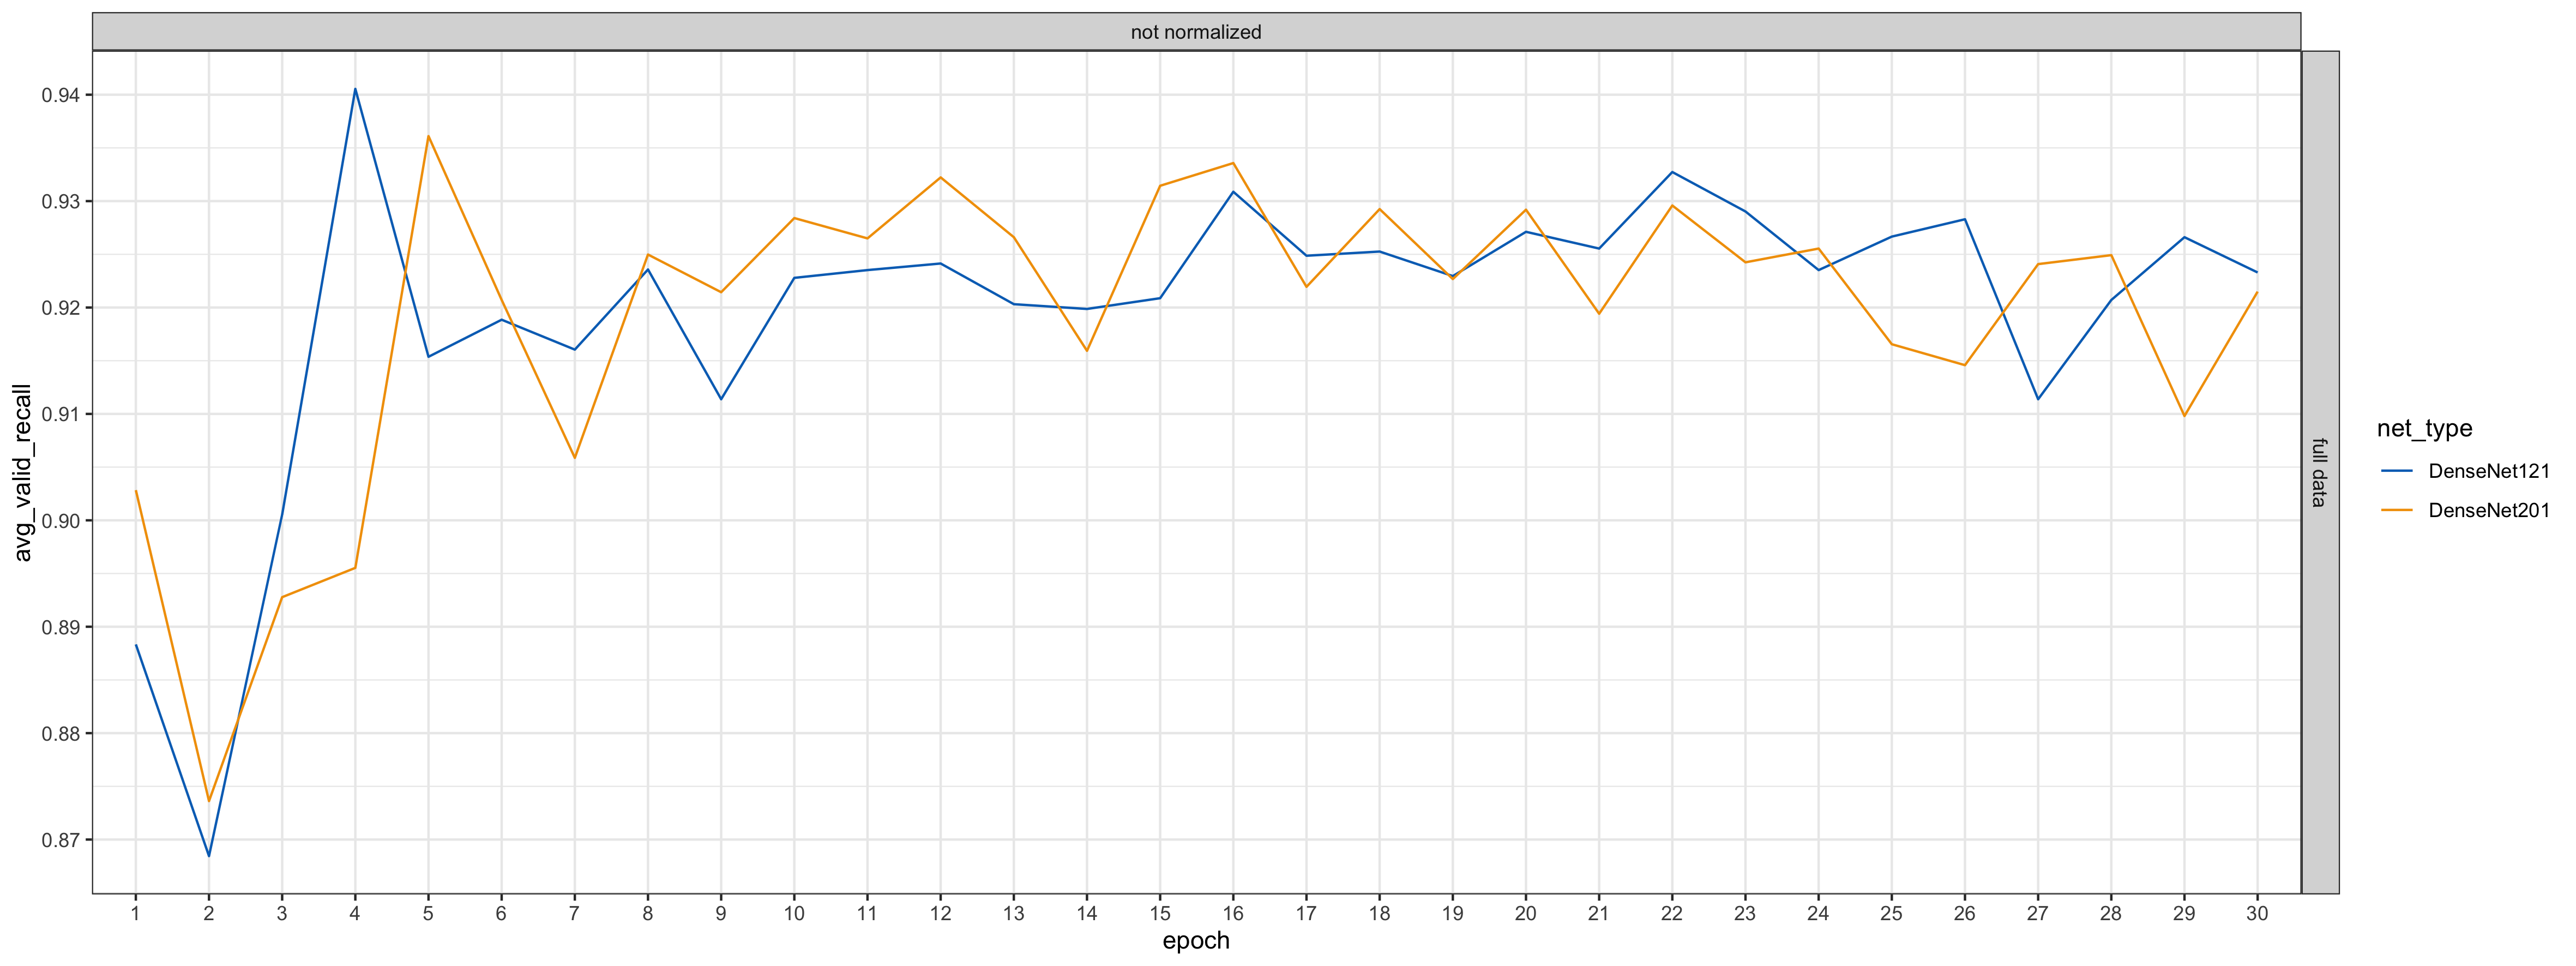 not normalized
0.94
0.93
0.92
0.91
0.90
0.89
0.88
0.87
avg_valid_recall
full data
net_type
DenseNet121
DenseNet201
1 2 3 4 5 6 7 8 9 10 11 12 13 14 15 16 17 18 19 20 21 22 23 24 25 26 27 28 29 30
epoch